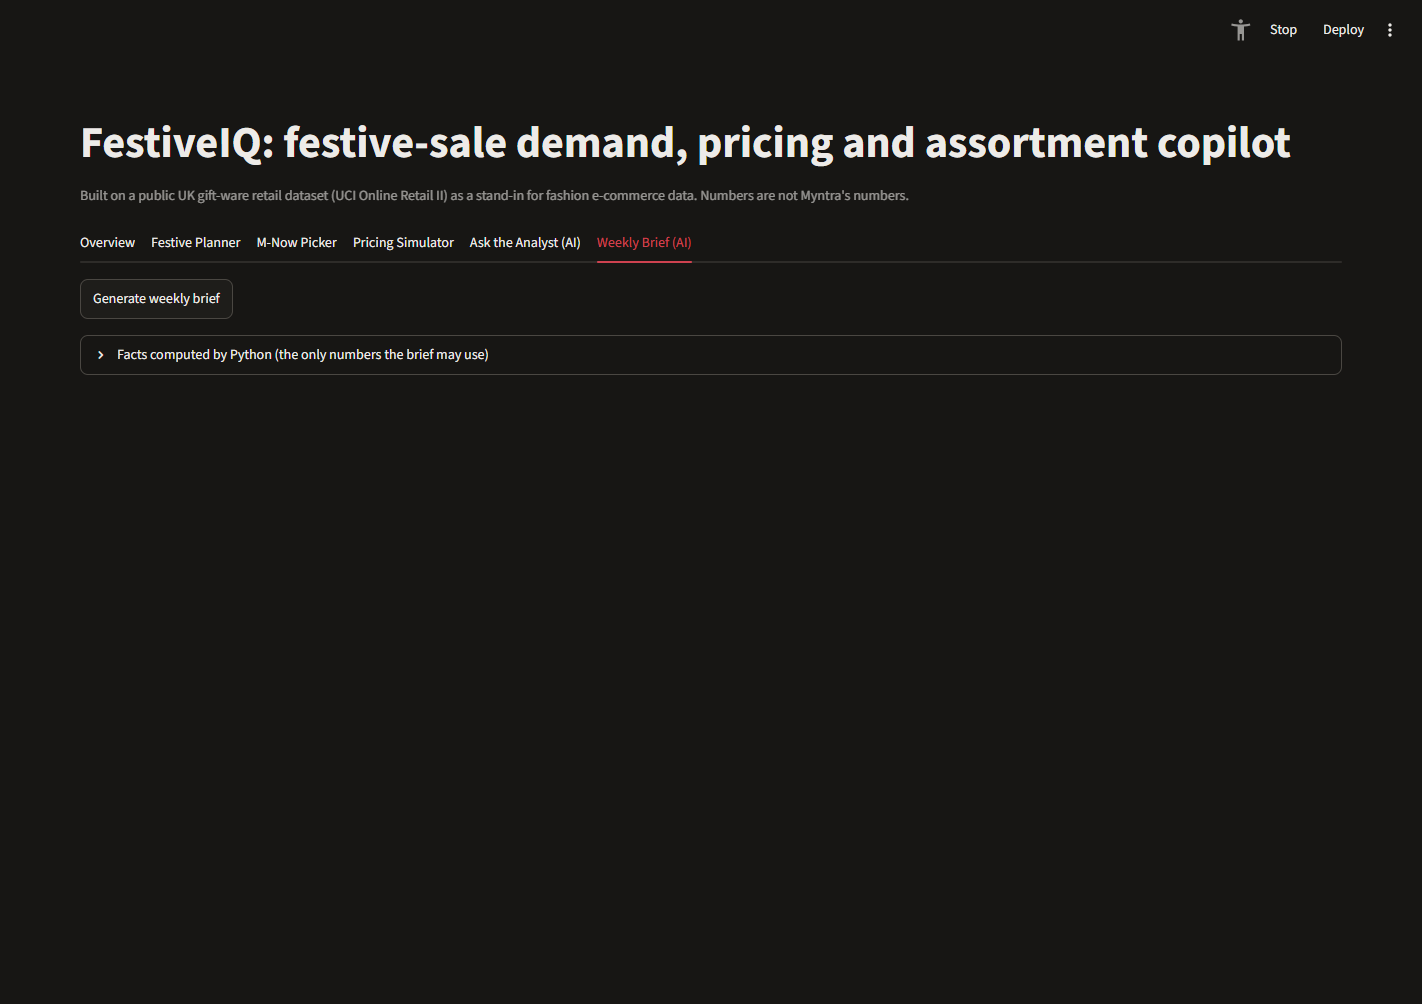 Stop Deploy
FestiveIQ: festive-sale demand, pricing and assortment copilot
Built on a public UK gift-ware retail dataset (UCI Online Retail II) as a stand-in for fashion e-commerce data. Numbers are not Myntra's numbers.
Overview Festive Planner M-Now Picker Pricing Simulator Ask the Analyst (AI) Weekly Brief (AI)
Generate weekly brief
Facts computed by Python (the only numbers the brief may use)